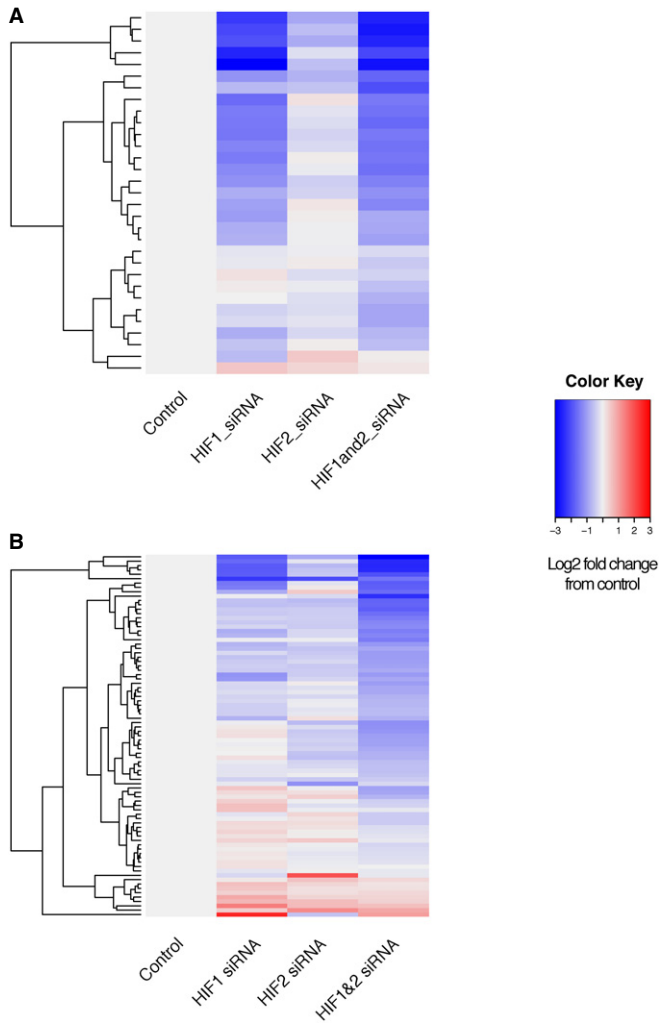 A
Control
HIF1_siRNA
HIF2_siRNA
HIF1and2_siRNA
Color Key
−3 −1 1 2 3
Log2 fold change
from control
B
Control
HIF1 siRNA
HIF2 siRNA
HIF1&2 siRNA